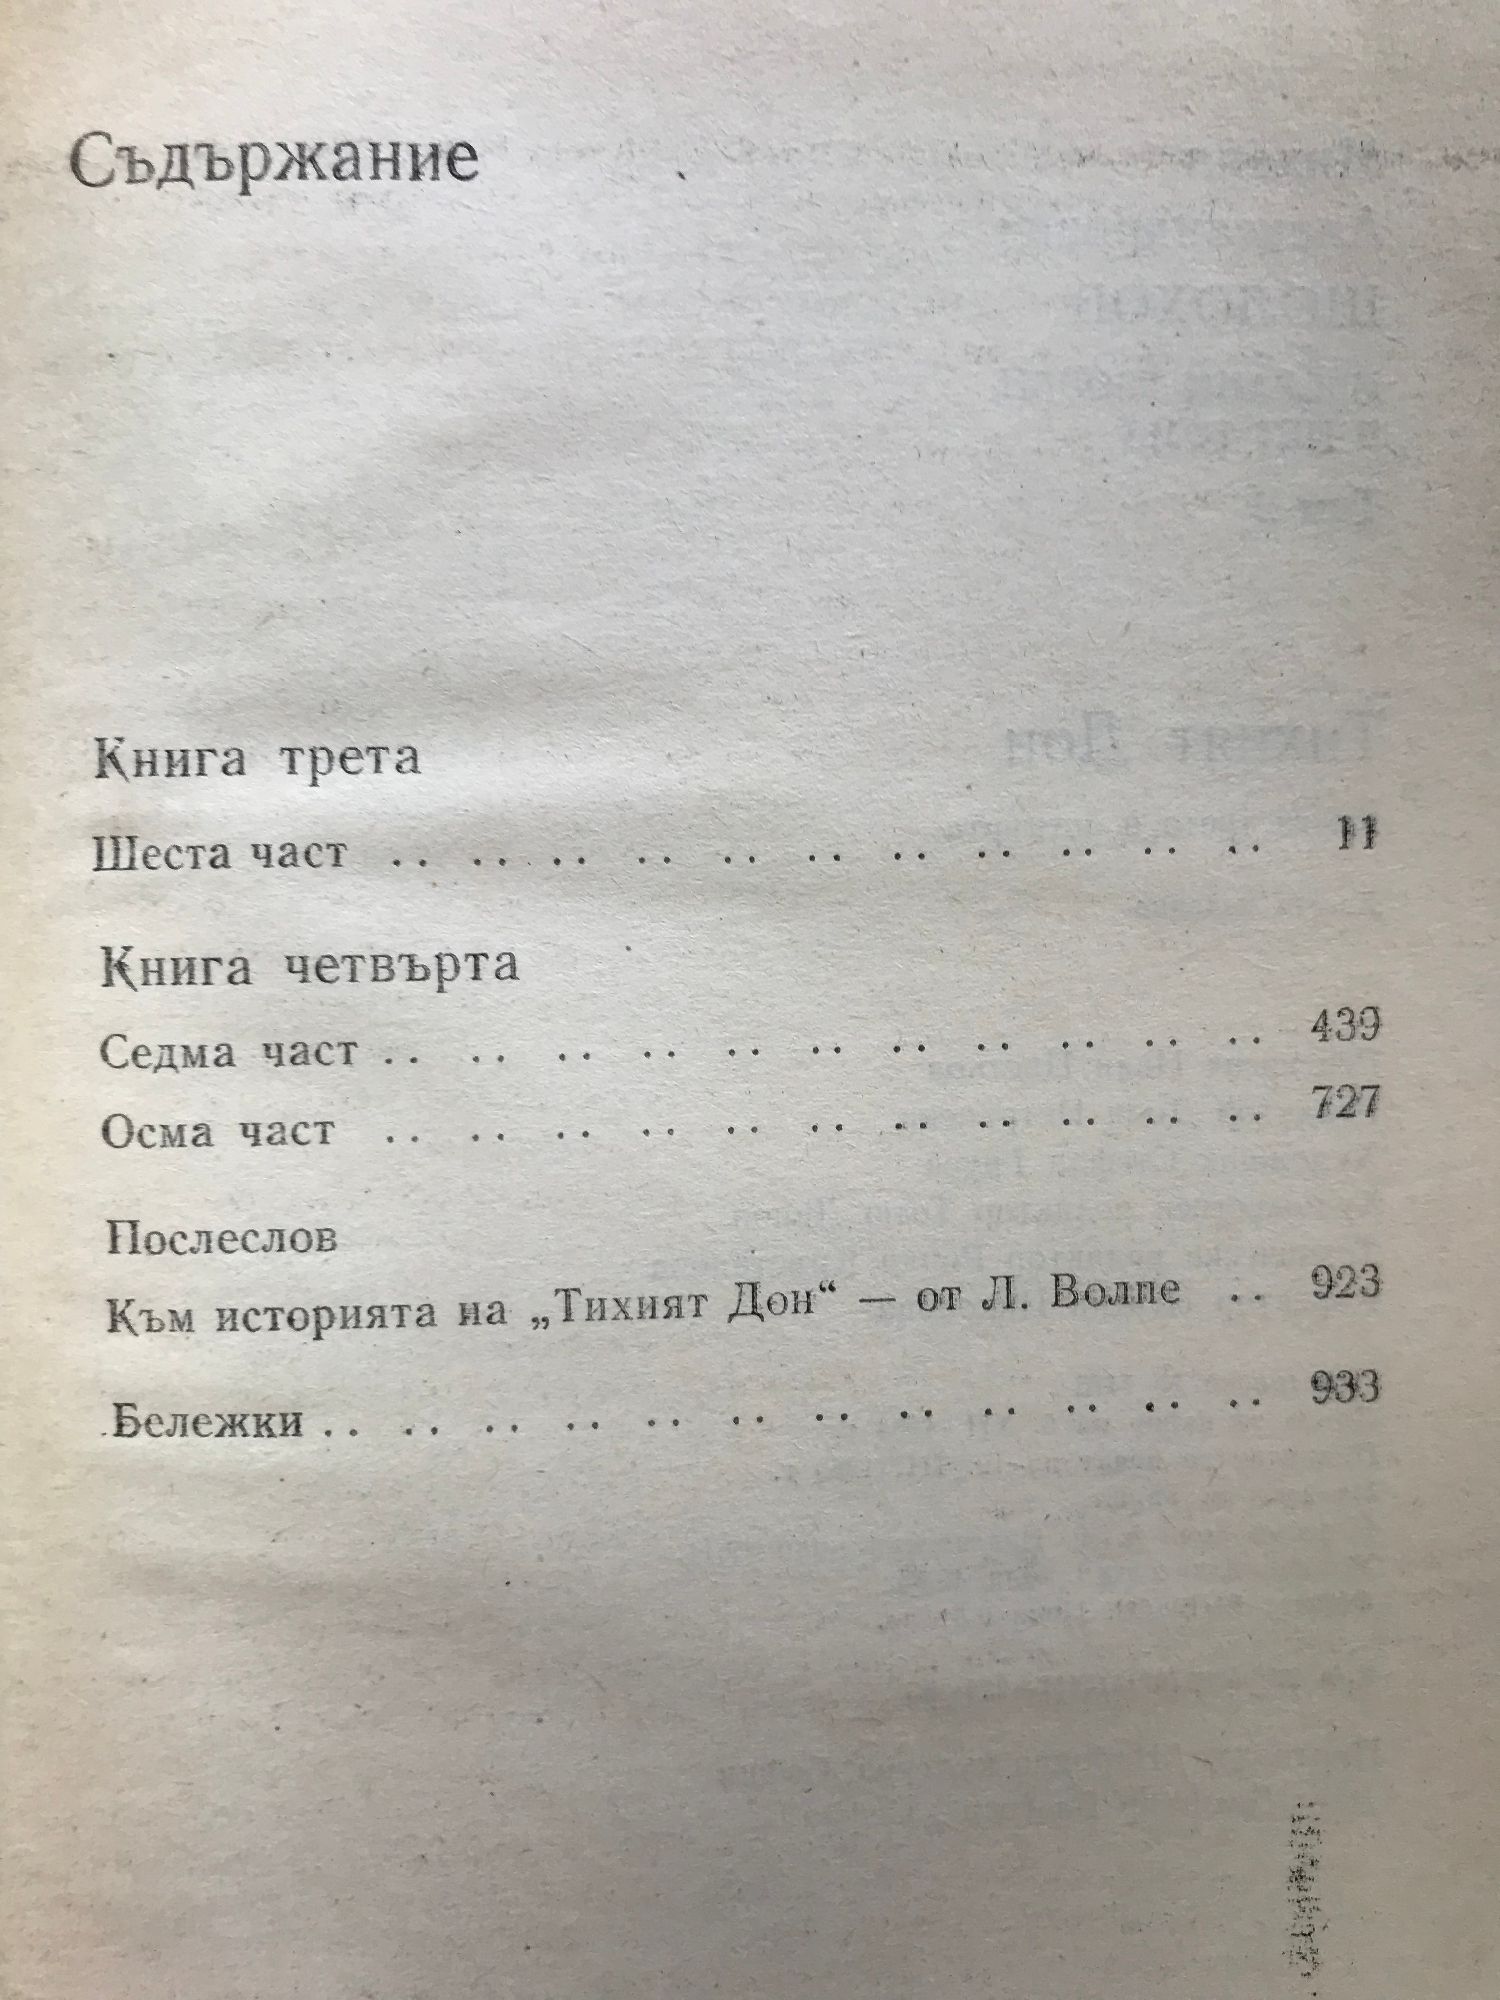 Съдържание
Книга трета
Шеста част .. .. .. .. .. .. .. .. .. .. .. 11
Книга четвърта
Седма част .. .. .. .. .. .. .. .. .. .. .. 439
Осма част .. .. .. .. .. .. .. .. .. .. .. 727
Послеслов
Към историята на „Тихият Дон“ — от Л. Волпе .. 923
Бележки .. .. .. .. .. .. .. .. .. .. .. .. 933